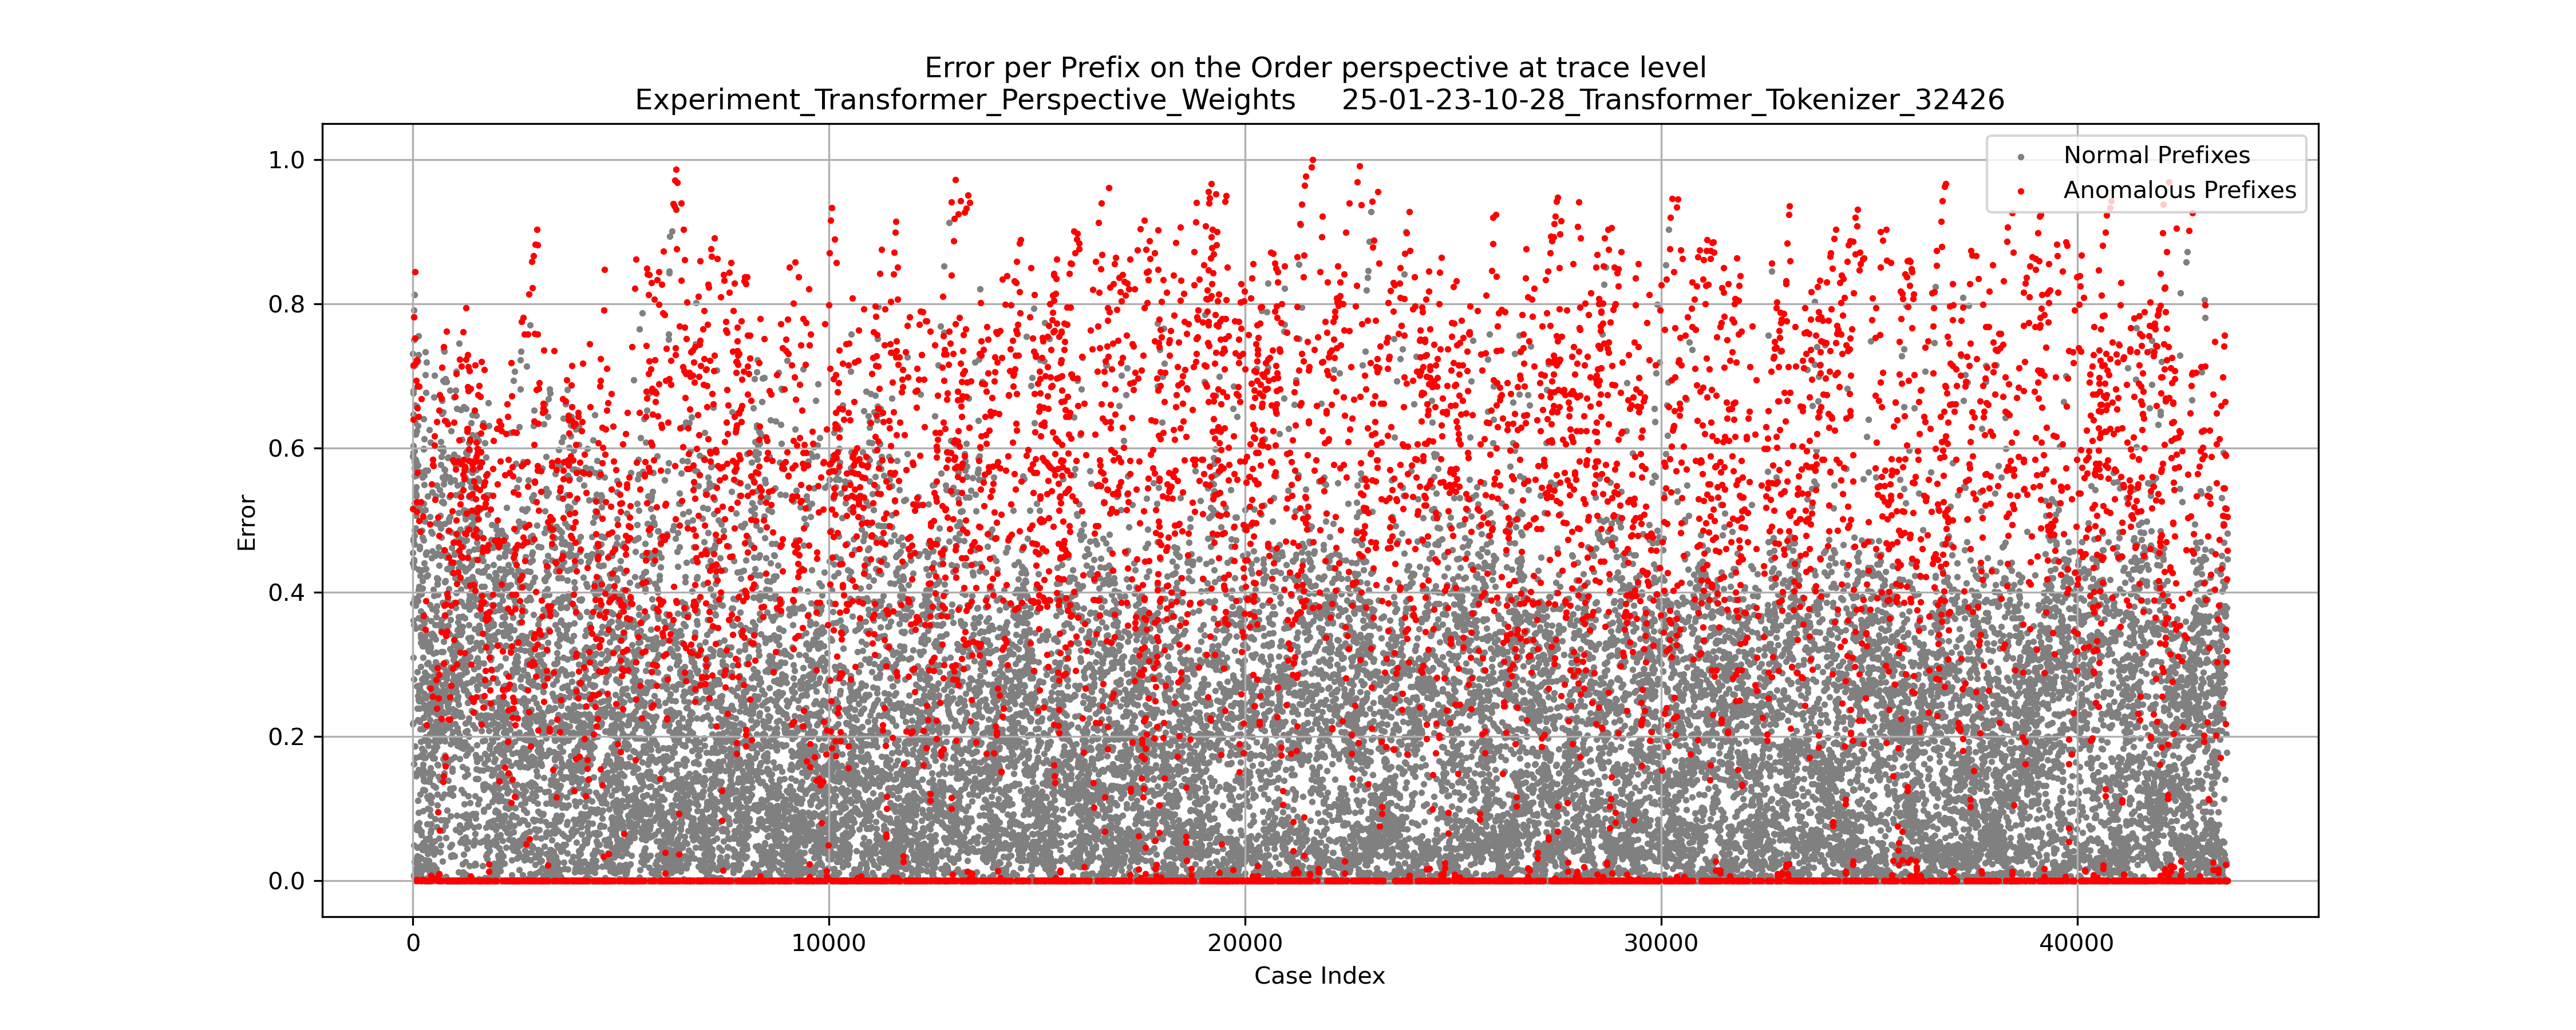 Error per Prefix on the Order perspective at trace level
Experiment_Transformer_Perspective_Weights 25-01-23-10-28_Transformer_Tokenizer_32426
Normal Prefixes
Anomalous Prefixes
Error
1.0
0.8
0.6
0.4
0.2
0.0
0 10000 20000 30000 40000
Case Index